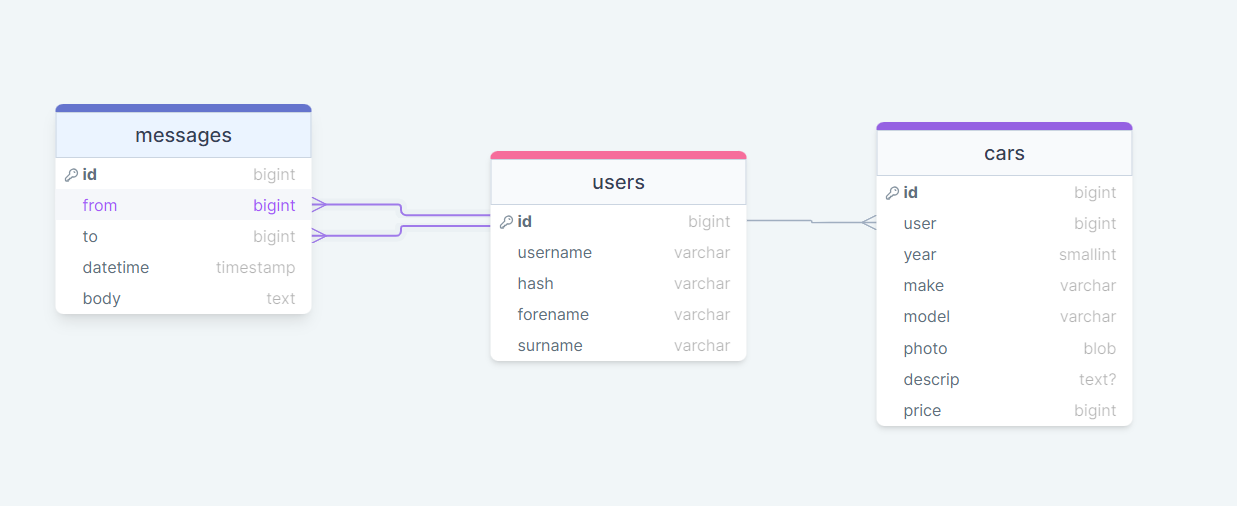 messages
id bigint
from bigint
to bigint
datetime timestamp
body text
users
id bigint
username varchar
hash varchar
forename varchar
surname varchar
cars
id bigint
user bigint
year smallint
make varchar
model varchar
photo blob
descrip text?
price bigint